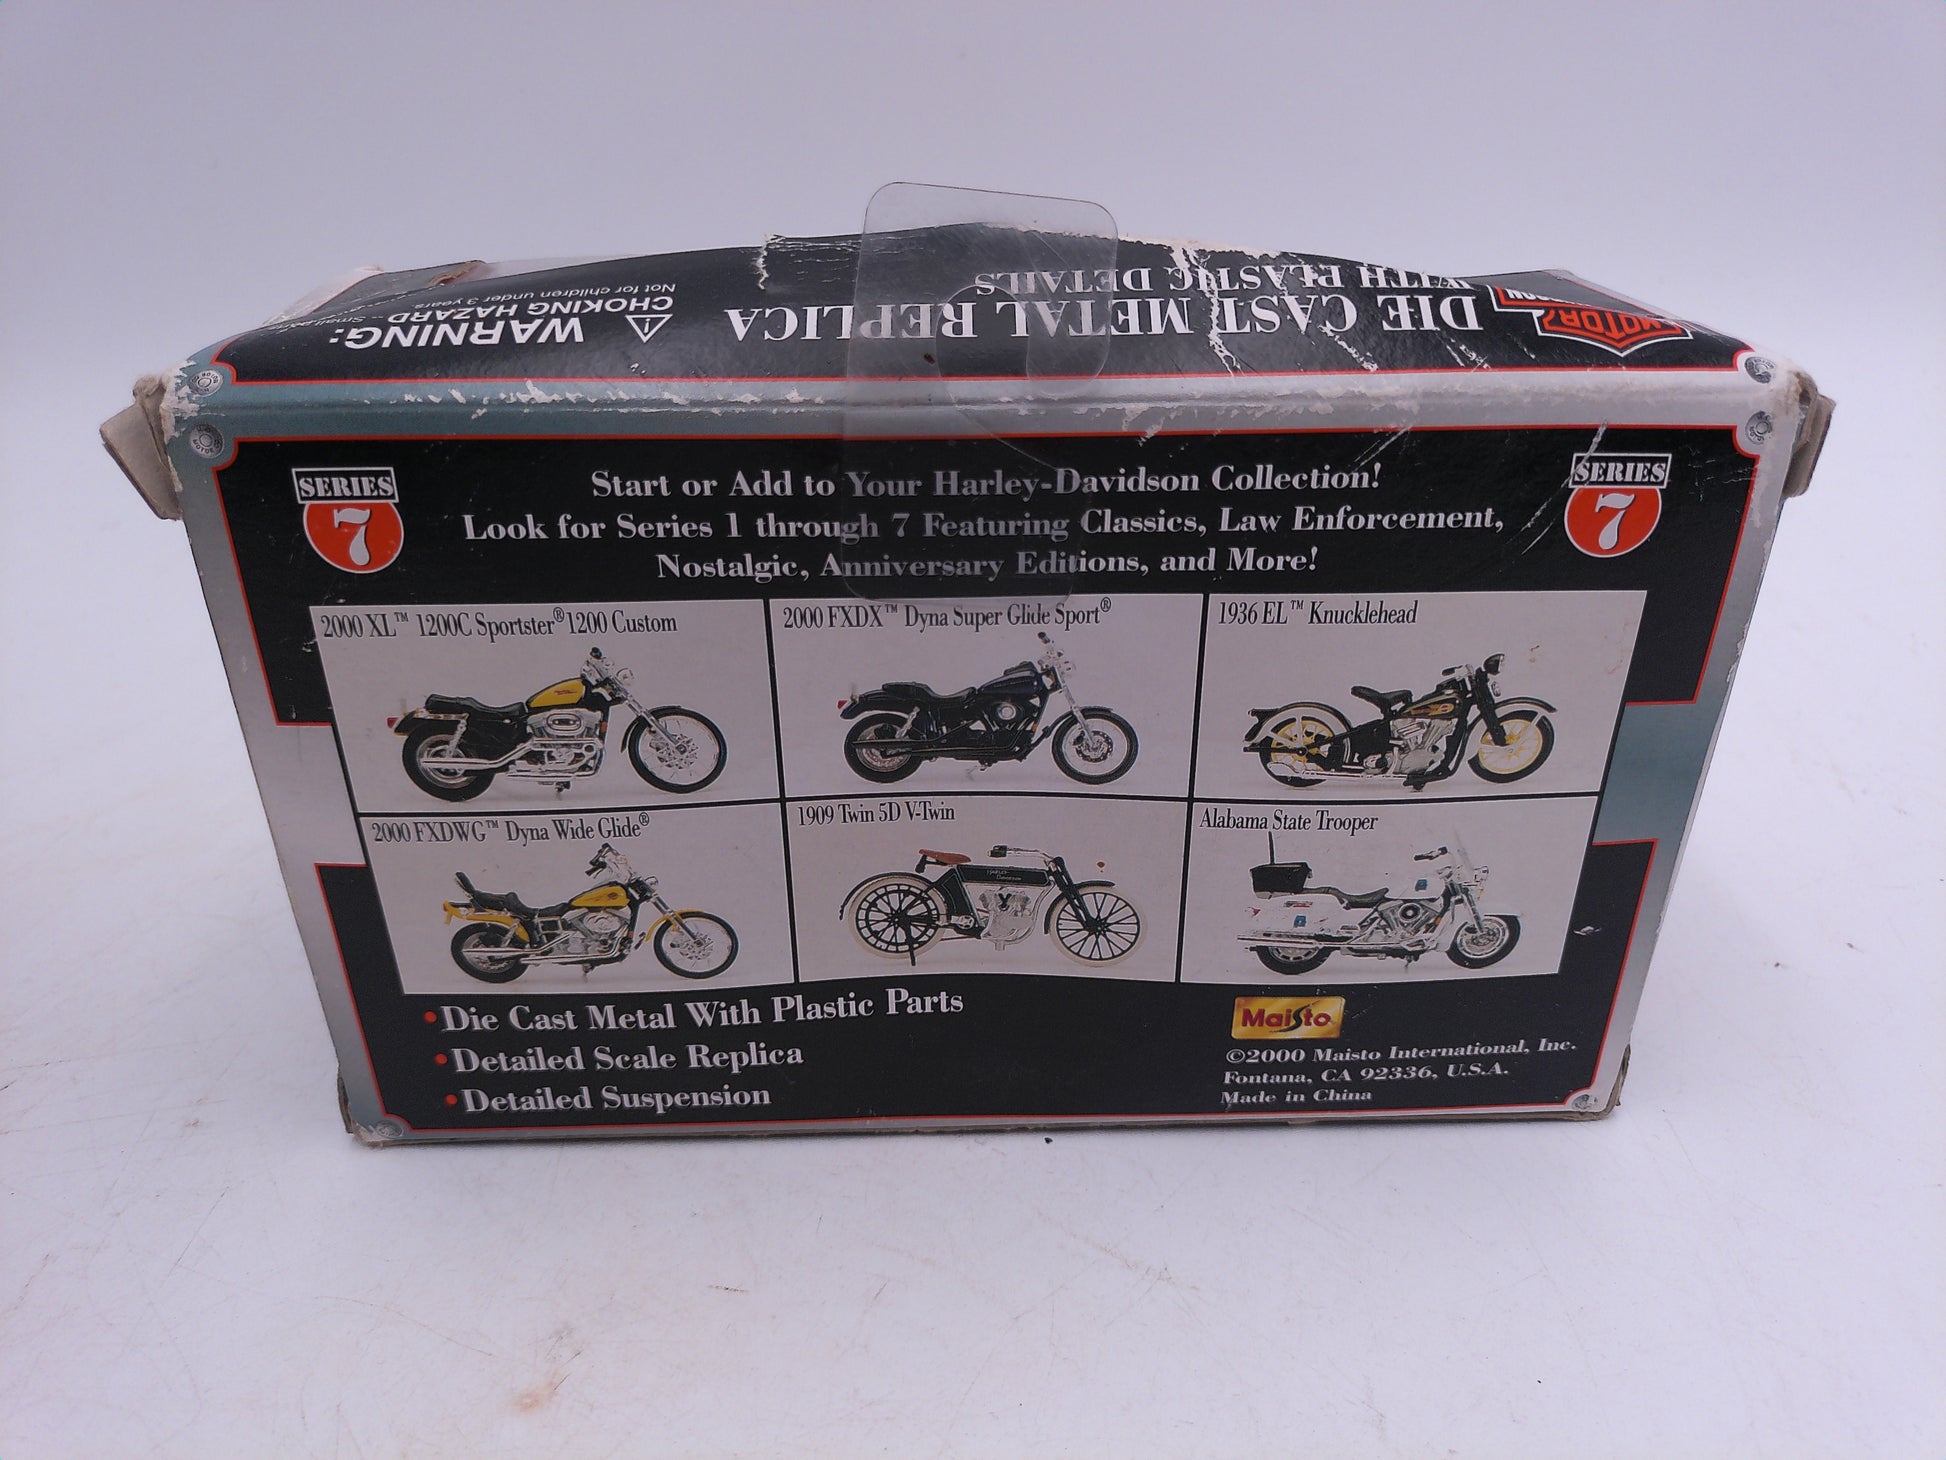 WARNING:
CHOKING HAZARD -- Small parts
Not for children under 3 years
DIE CAST METAL REPLICA
WITH PLASTIC DETAILS
MOTOR
SERIES
7
Start or Add to Your Harley-Davidson Collection!
Look for Series 1 through 7 Featuring Classics, Law Enforcement,
Nostalgic, Anniversary Editions, and More!
SERIES
7
2000 XL™ 1200C Sportster® 1200 Custom
2000 FXDX™ Dyna Super Glide Sport®
1936 EL™ Knucklehead
2000 FXDWG™ Dyna Wide Glide®
1909 Twin 5D V-Twin
Alabama State Trooper
•Die Cast Metal With Plastic Parts
•Detailed Scale Replica
•Detailed Suspension
Maisto
©2000 Maisto International, Inc.
Fontana, CA 92336, U.S.A.
Made in China